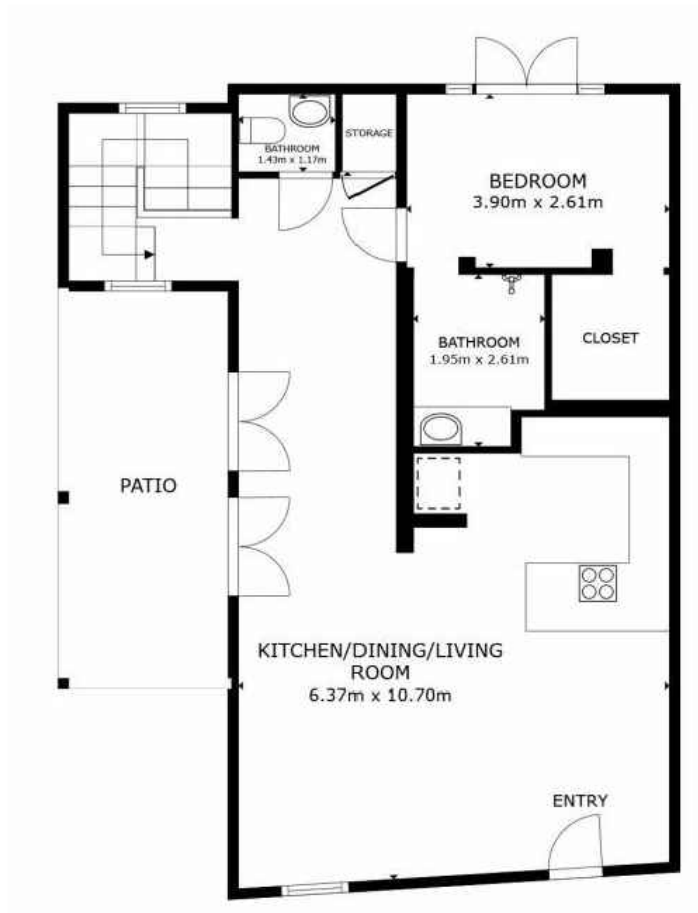 BATHROOM
1.43m x 1.17m
STORAGE
BEDROOM
3.90m x 2.61m
BATHROOM
1.95m x 2.61m
CLOSET
PATIO
KITCHEN/DINING/LIVING
ROOM
6.37m x 10.70m
ENTRY